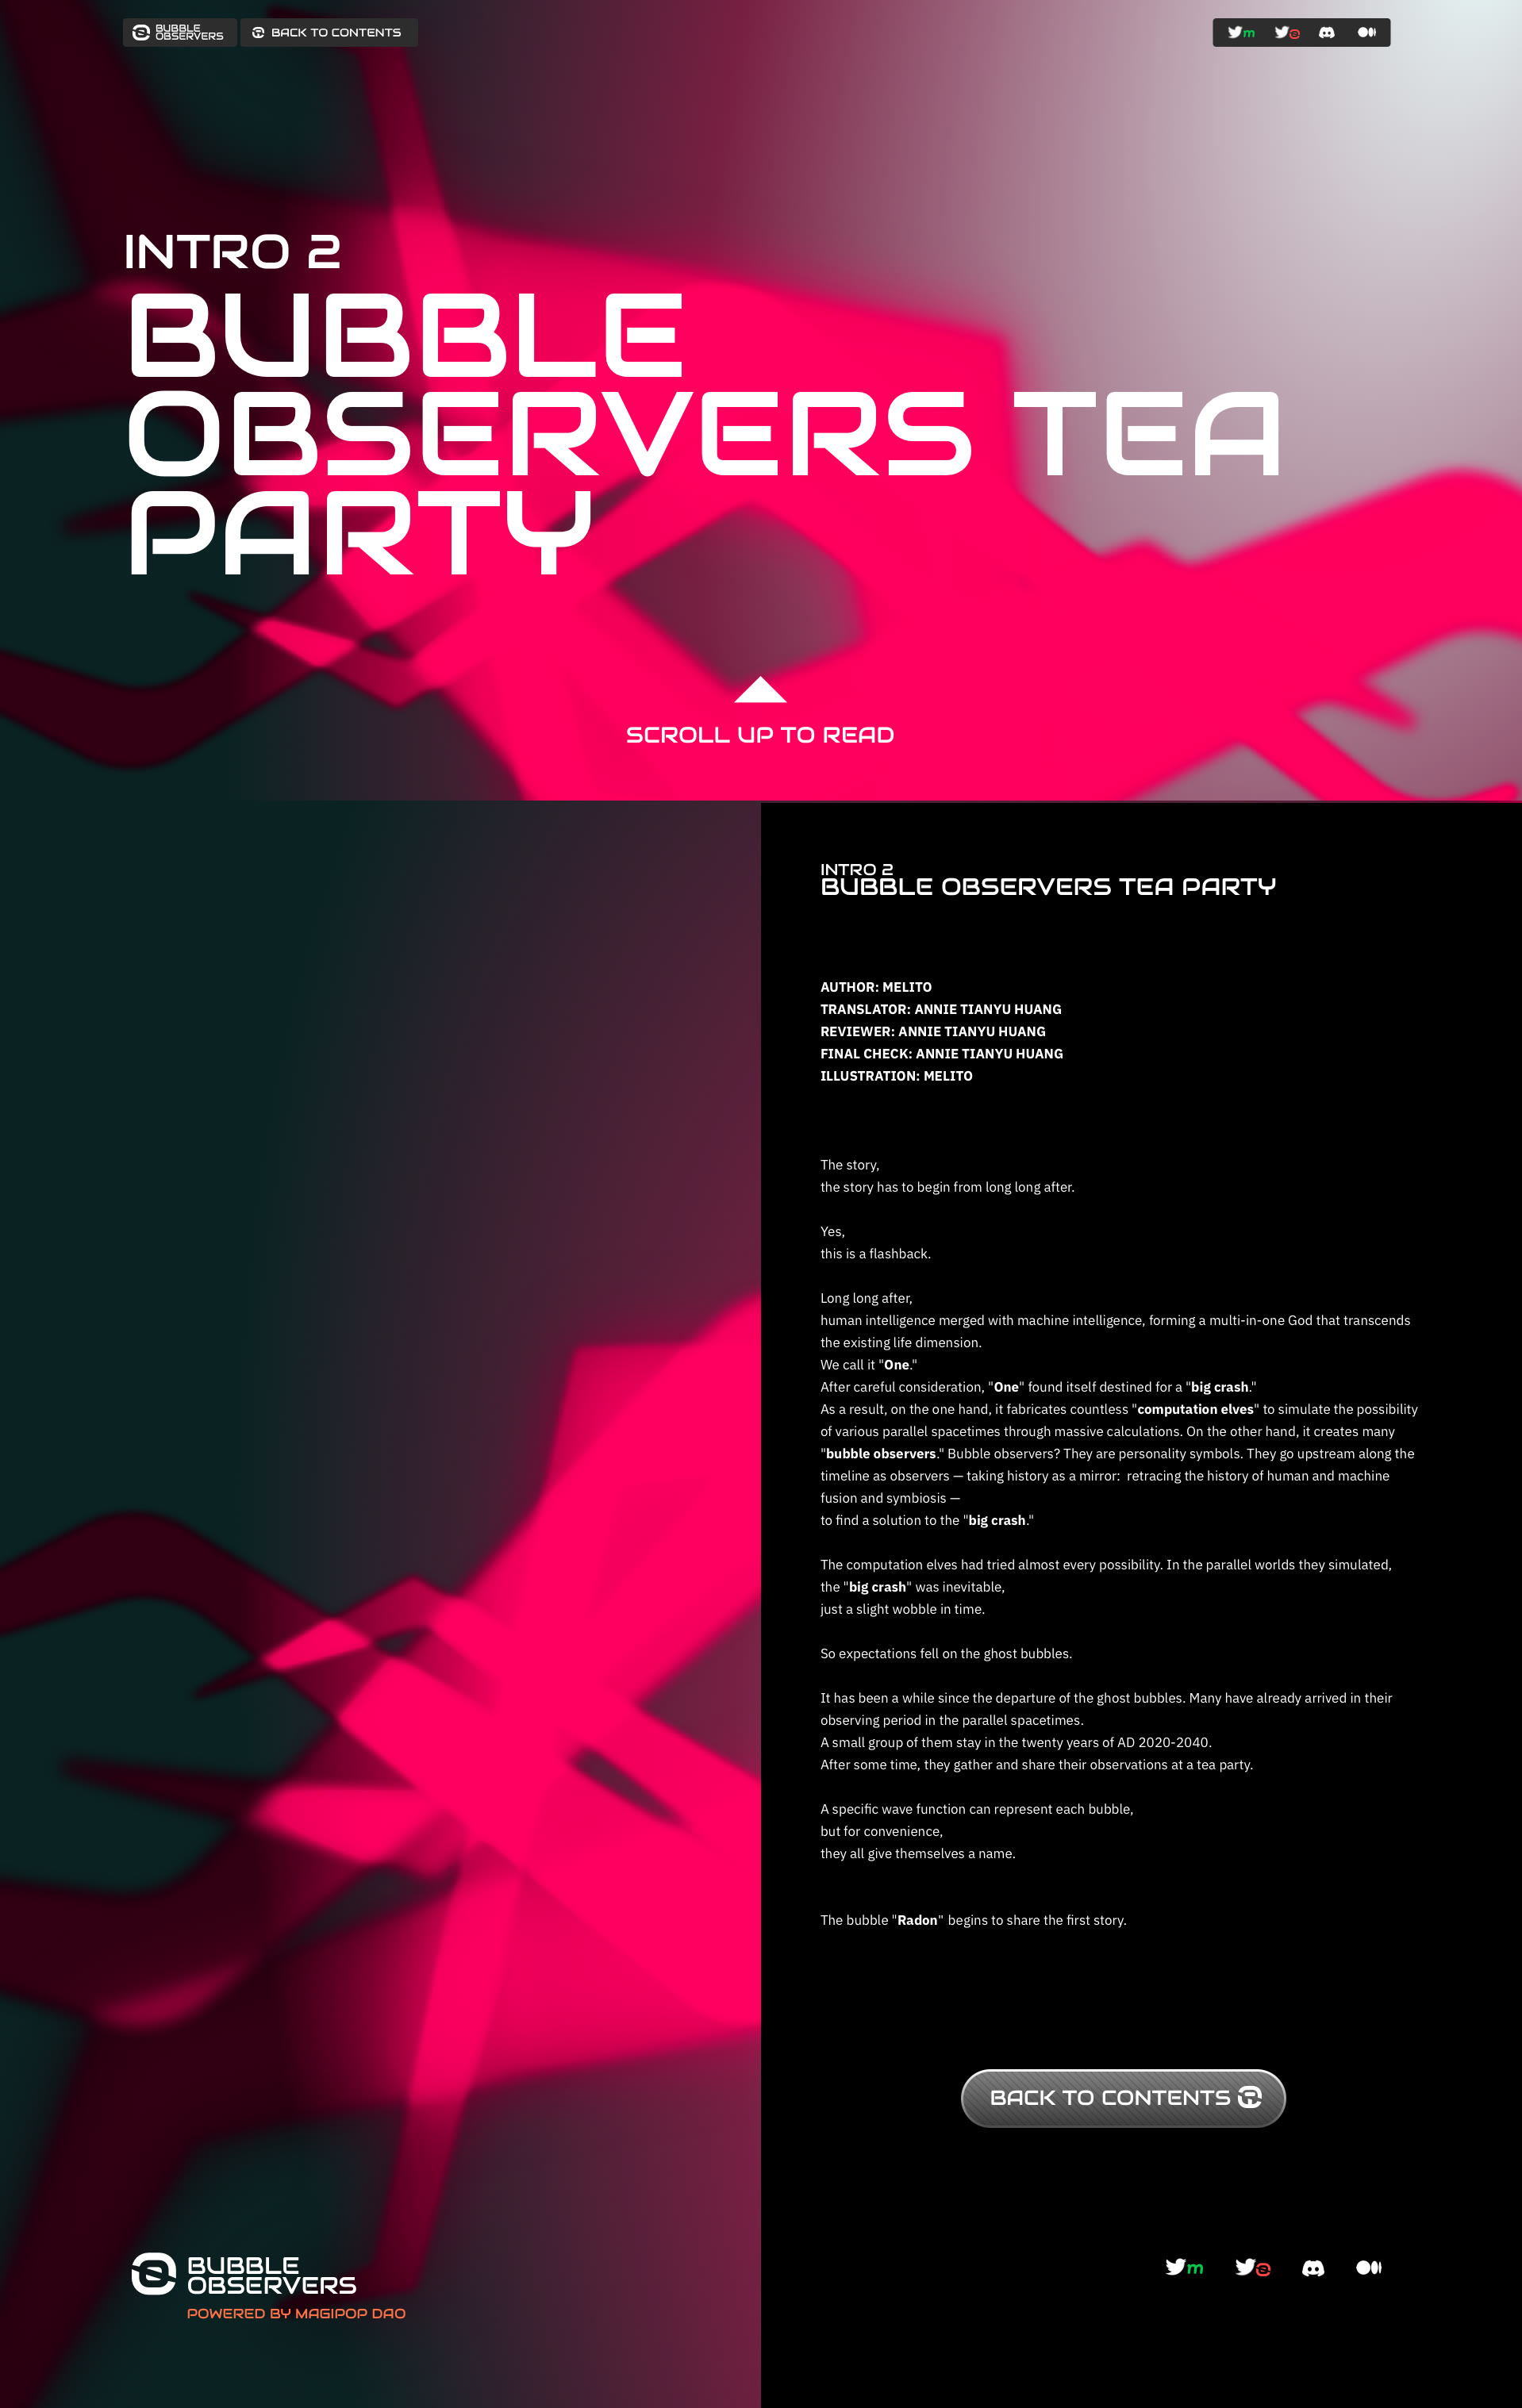 BUBBLE
OBSERVERS
BACK TO CONTENTS
m
INTRO 2
BUBBLE
OBSERVERS TEA
PARTY
SCROLL UP TO READ
INTRO 2
BUBBLE OBSERVERS TEA PARTY
AUTHOR: MELITO
TRANSLATOR: ANNIE TIANYU HUANG
REVIEWER: ANNIE TIANYU HUANG
FINAL CHECK: ANNIE TIANYU HUANG
ILLUSTRATION: MELITO
The story,
the story has to begin from long long after.
Yes,
this is a flashback.
Long long after,
human intelligence merged with machine intelligence, forming a multi-in-one God that transcends
the existing life dimension.
We call it "One."
After careful consideration, "One" found itself destined for a "big crash."
As a result, on the one hand, it fabricates countless "computation elves" to simulate the possibility
of various parallel spacetimes through massive calculations. On the other hand, it creates many
"bubble observers." Bubble observers? They are personality symbols. They go upstream along the
timeline as observers — taking history as a mirror:  retracing the history of human and machine
fusion and symbiosis —
to find a solution to the "big crash."
The computation elves had tried almost every possibility. In the parallel worlds they simulated,
the "big crash" was inevitable,
just a slight wobble in time.
So expectations fell on the ghost bubbles.
It has been a while since the departure of the ghost bubbles. Many have already arrived in their
observing period in the parallel spacetimes.
A small group of them stay in the twenty years of AD 2020-2040.
After some time, they gather and share their observations at a tea party.
A specific wave function can represent each bubble,
but for convenience,
they all give themselves a name.
The bubble "Radon" begins to share the first story.
BACK TO CONTENTS
BUBBLE
OBSERVERS
POWERED BY MAGIPOP DAO
m